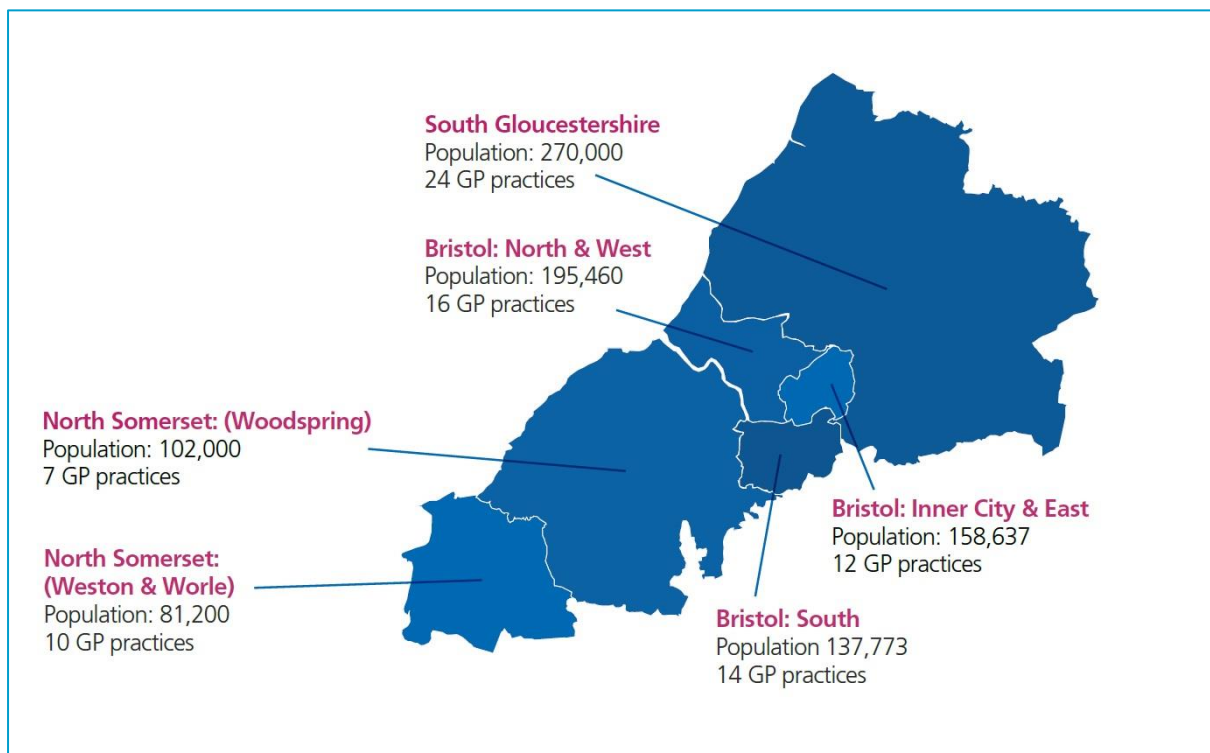 South Gloucestershire
Population: 270,000
24 GP practices
Bristol: North & West
Population: 195,460
16 GP practices
North Somerset: (Woodspring)
Population: 102,000
7 GP practices
North Somerset:
(Weston & Worle)
Population: 81,200
10 GP practices
Bristol: Inner City & East
Population: 158,637
12 GP practices
Bristol: South
Population 137,773
14 GP practices